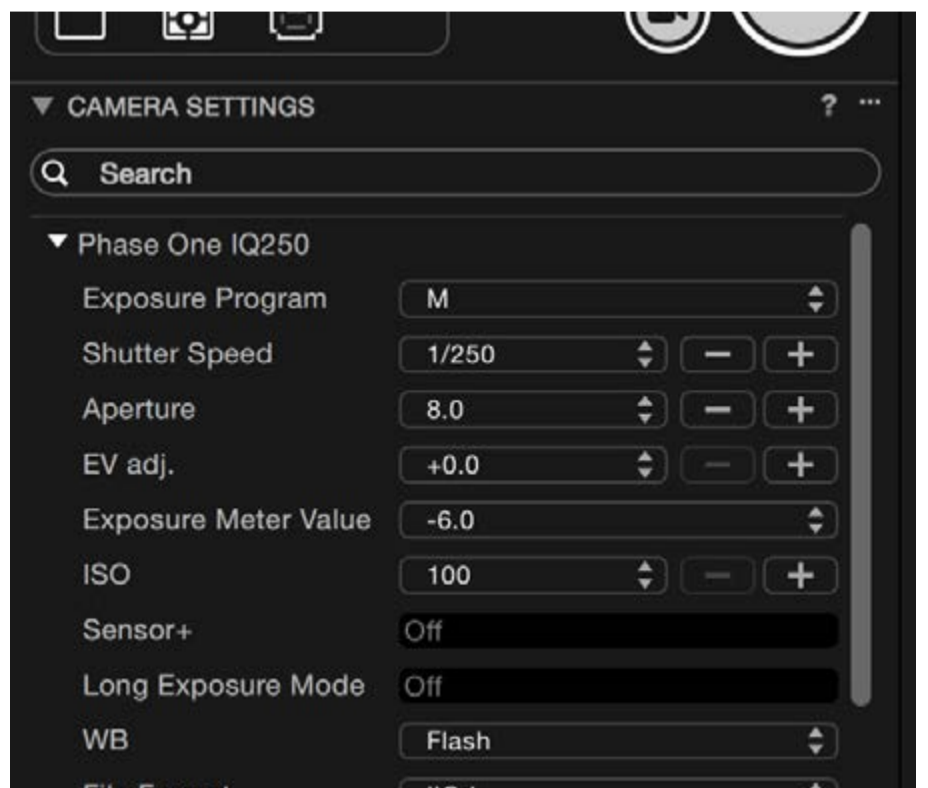 CAMERA SETTINGS ? ...
Search
Phase One IQ250
Exposure Program M
Shutter Speed 1/250
Aperture 8.0
EV adj. +0.0
Exposure Meter Value -6.0
ISO 100
Sensor+ Off
Long Exposure Mode Off
WB Flash